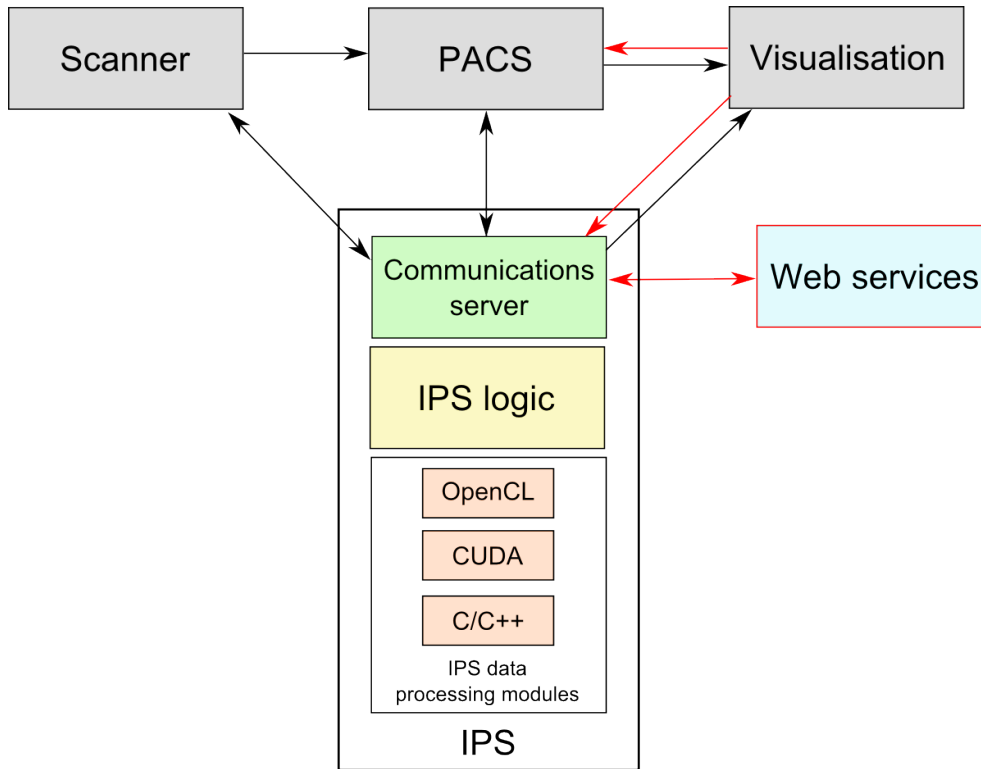 Scanner
PACS
Visualisation
Communications
server
Web services
IPS logic
OpenCL
CUDA
C/C++
IPS data
processing modules
IPS